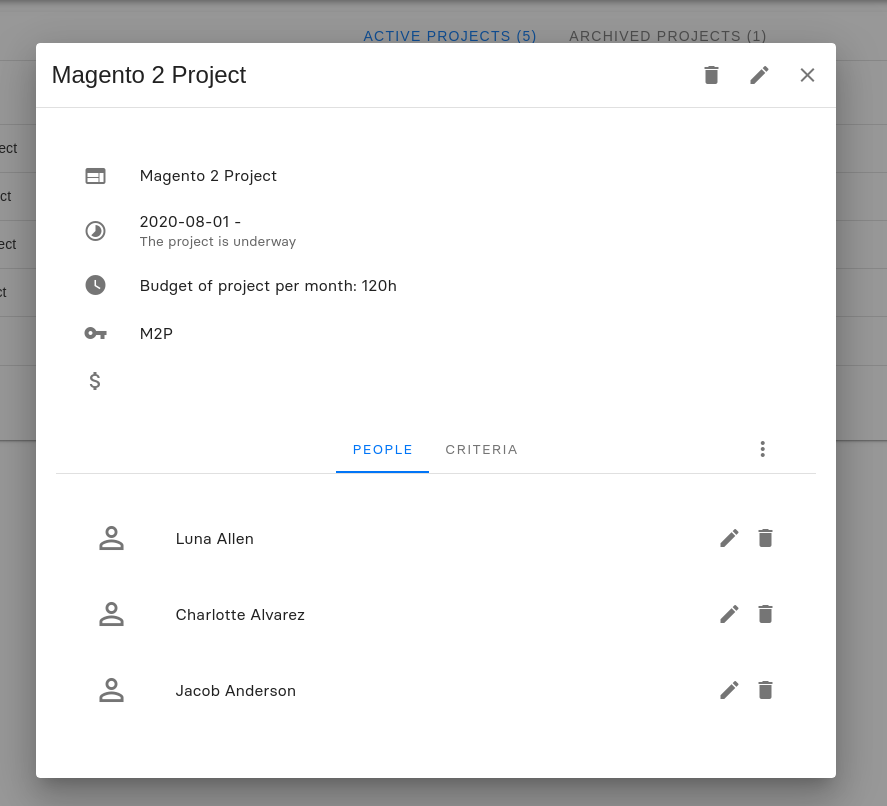 ACTIVE PROJECTS (5) ARCHIVED PROJECTS (1)
Magento 2 Project
ect
ct
ect
ct
Magento 2 Project
2020-08-01 -
The project is underway
Budget of project per month: 120h
M2P
$
PEOPLE CRITERIA
Luna Allen
Charlotte Alvarez
Jacob Anderson